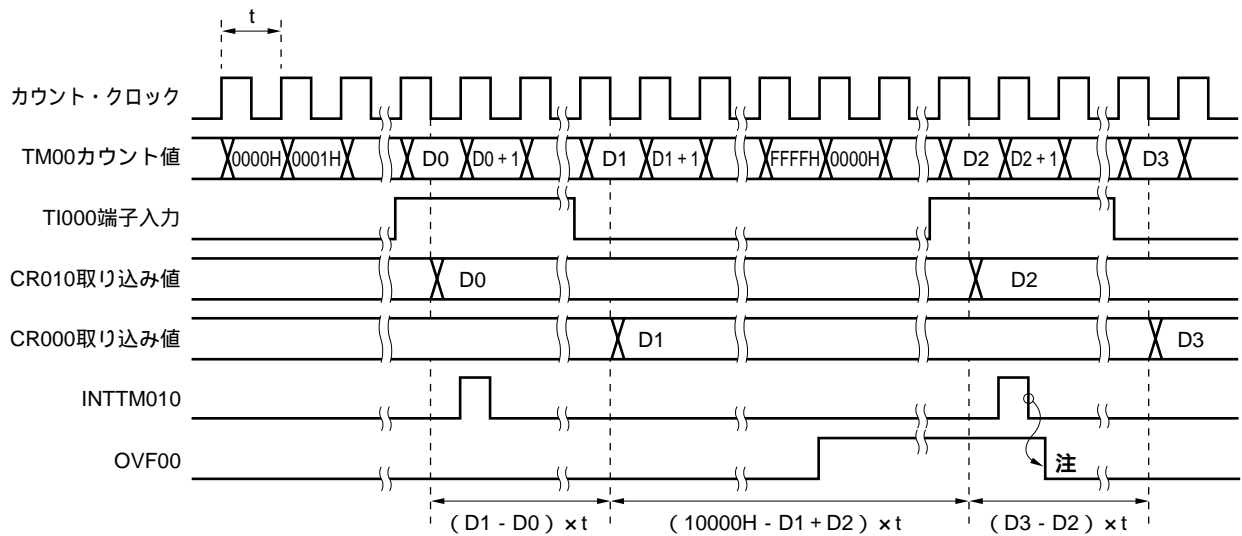 t
カウント・クロック
TM00カウント値
0000H 0001H D0 D0 + 1 D1 D1 + 1 FFFFH 0000H D2 D2 + 1 D3
TI000端子入力
CR010取り込み値
D0 D2
CR000取り込み値
D1 D3
INTTM010
OVF00
注
（D1 - D0）×t （10000H - D1 + D2）×t （D3 - D2）×t